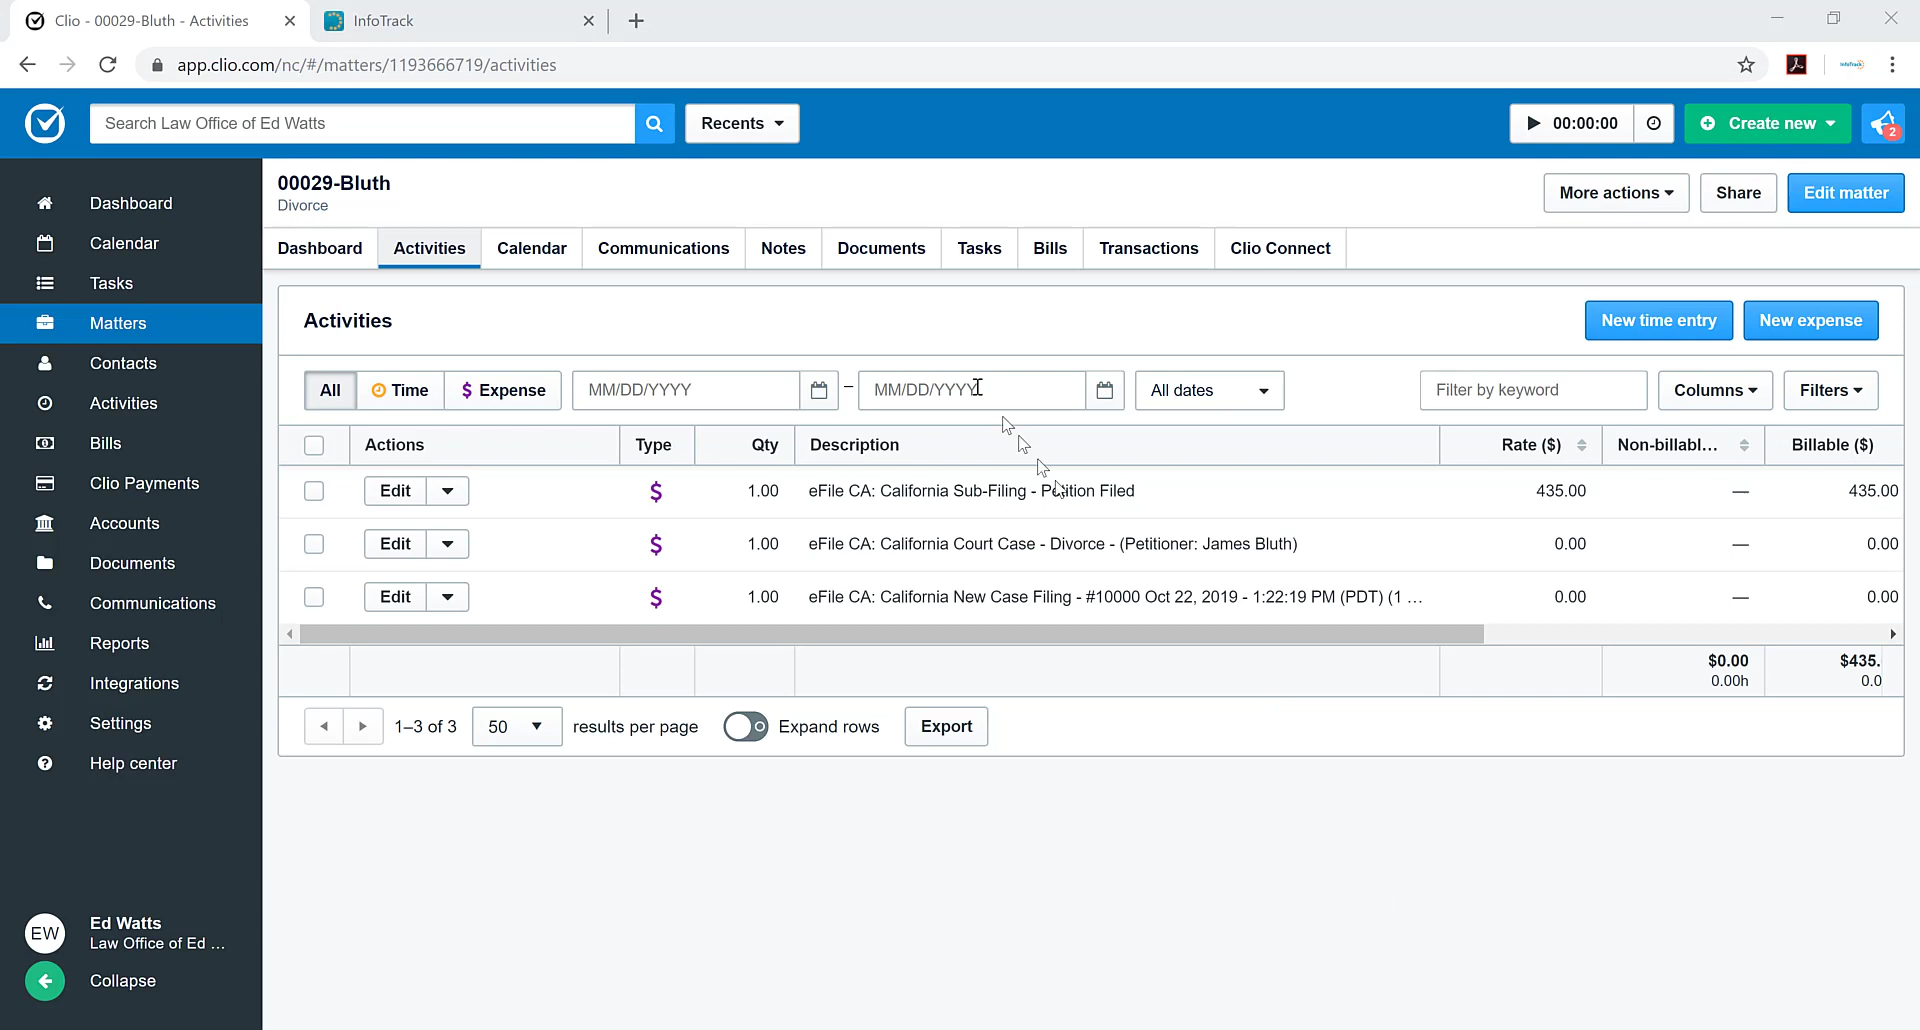 Clio - 00029-Bluth - Activities
InfoTrack
app.clio.com/nc/#/matters/1193666719/activities
InfoTrack
Search Law Office of Ed Watts
Recents
00:00:00
Create new
2
00029-Bluth
Divorce
More actions
Share
Edit matter
Dashboard
Calendar
Tasks
Matters
Contacts
Activities
Bills
Clio Payments
Accounts
Documents
Communications
Reports
Integrations
Settings
Help center
EW
Ed Watts
Law Office of Ed ...
Collapse
Dashboard Activities Calendar Communications Notes Documents Tasks Bills Transactions Clio Connect
Activities
New time entry
New expense
All Time $ Expense MM/DD/YYYY – MM/DD/YYYY All dates Filter by keyword Columns Filters
Actions Type Qty Description Rate ($) Non-billabl... Billable ($)
Edit $ 1.00 eFile CA: California Sub-Filing - Petition Filed 435.00 — 435.00
Edit $ 1.00 eFile CA: California Court Case - Divorce - (Petitioner: James Bluth) 0.00 — 0.00
Edit $ 1.00 eFile CA: California New Case Filing - #10000 Oct 22, 2019 - 1:22:19 PM (PDT) (1 ... 0.00 — 0.00
$0.00 $435.
0.00h 0.0
1–3 of 3 50 results per page Expand rows Export